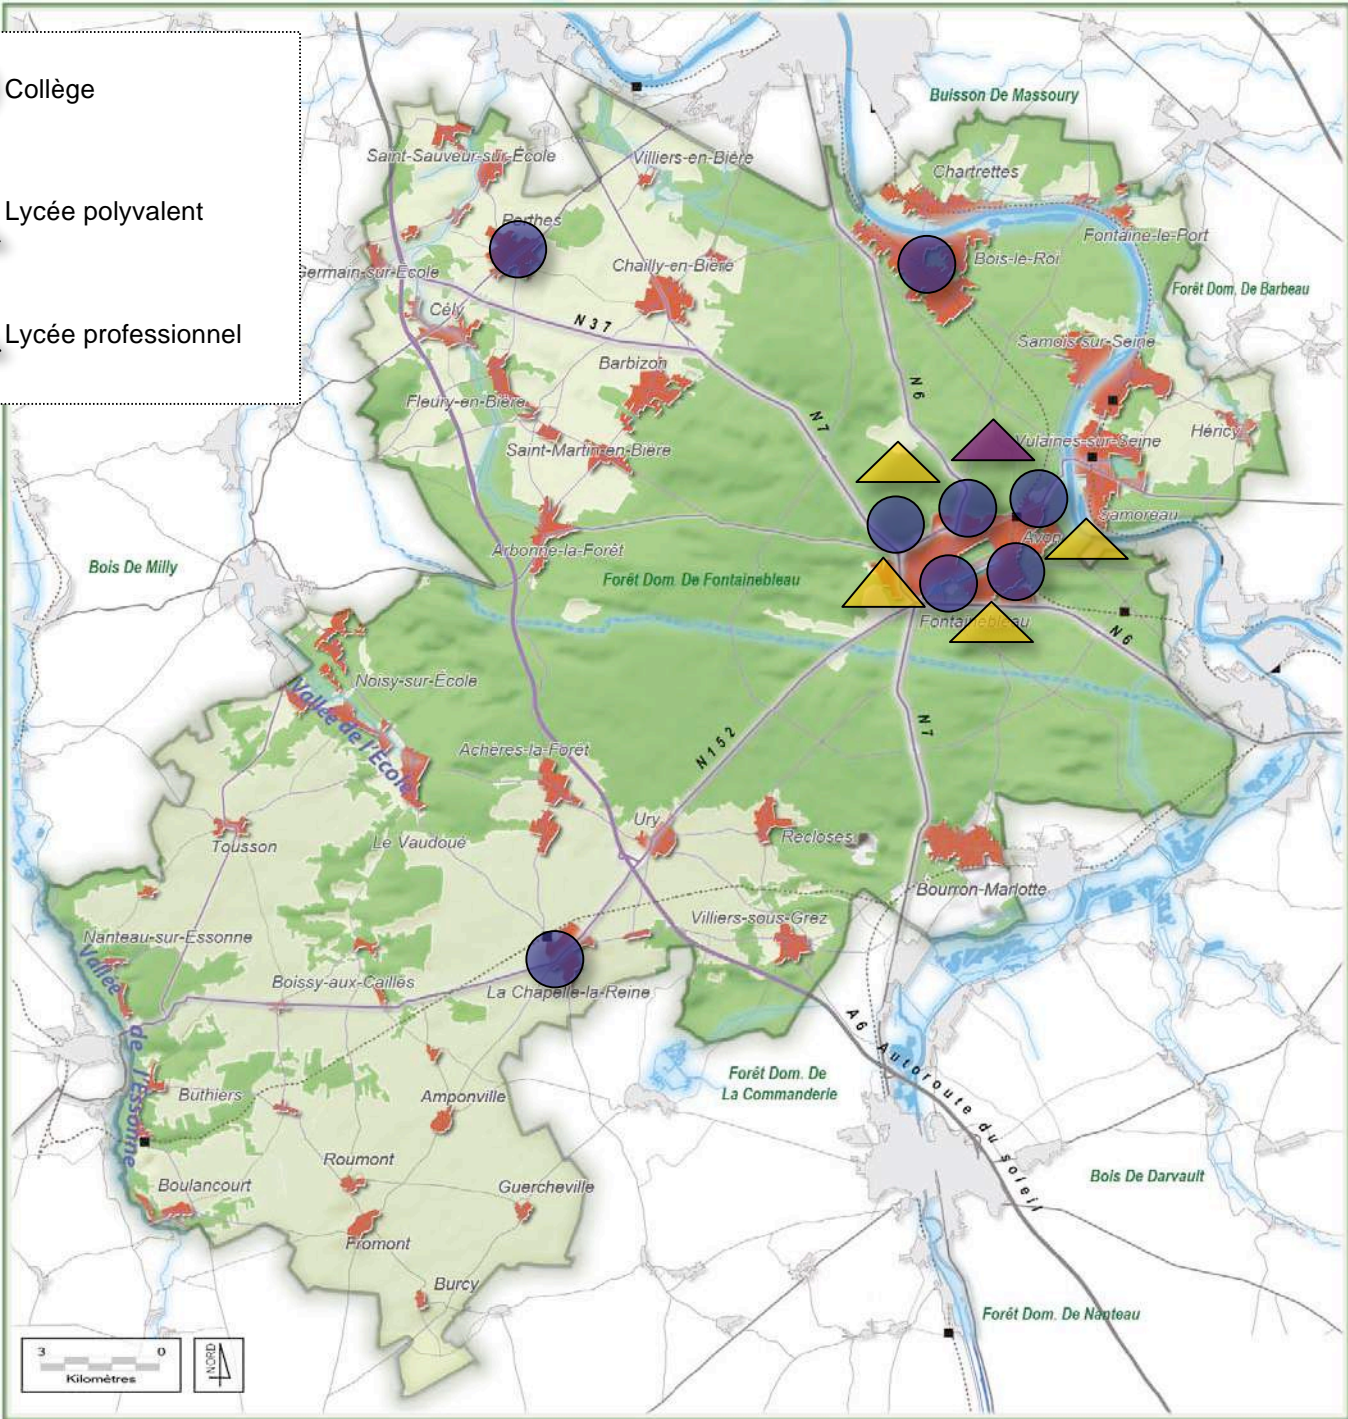 Collège
Lycée polyvalent
Lycée professionnel
Buisson De Massoury
Saint-Sauveur-sur-École
Villiers-en-Bière
Chartrettes
Perthes
Fontaine-le-Port
Bois-le-Roi
Chailly-en-Bière
Germain-sur-École
Forêt Dom. De Barbeau
Cély
N 37
Samois-sur-Seine
Barbizon
N 6
Fleury-en-Bière
N 7
Héricy
Vulaines-sur-Seine
Saint-Martin-en-Bière
Samoreau
Avon
Arbonne-la-Forêt
Bois De Milly
Forêt Dom. De Fontainebleau
Fontainebleau
N 6
Noisy-sur-École
Vallée de l'École
N 7
N 152
Achères-la-Forêt
Ury
Recloses
Le Vaudoué
Tousson
Bourron-Marlotte
Villiers-sous-Grez
Nanteau-sur-Essonne
Vallée de l'Essonne
Boissy-aux-Cailles
La Chapelle-la-Reine
A 6 Autoroute du soleil
Forêt Dom. De
La Commanderie
Buthiers
Amponville
Roumont
Bois De Darvault
Boulancourt
Guercheville
Fromont
Burcy
Forêt Dom. De Nanteau
3 0
Kilomètres
NORD